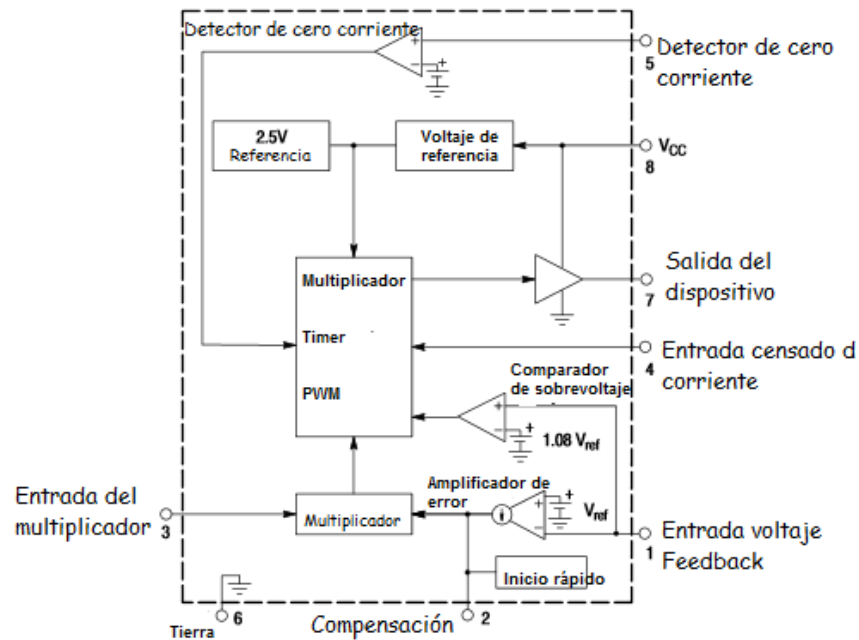 Detector de cero corriente
Detector de cero
corriente
5
2.5V
Referencia
Voltaje de
referencia
VCC
8
Multiplicador
Timer
PWM
Salida del
dispositivo
7
Entrada censado d
corriente
4
Comparador
de sobrevoltaje
1.08 Vref
Amplificador de
error
Vref
Entrada del
multiplicador
3
Multiplicador
Entrada voltaje
Feedback
1
Inicio rápido
6
Tierra
Compensación
2